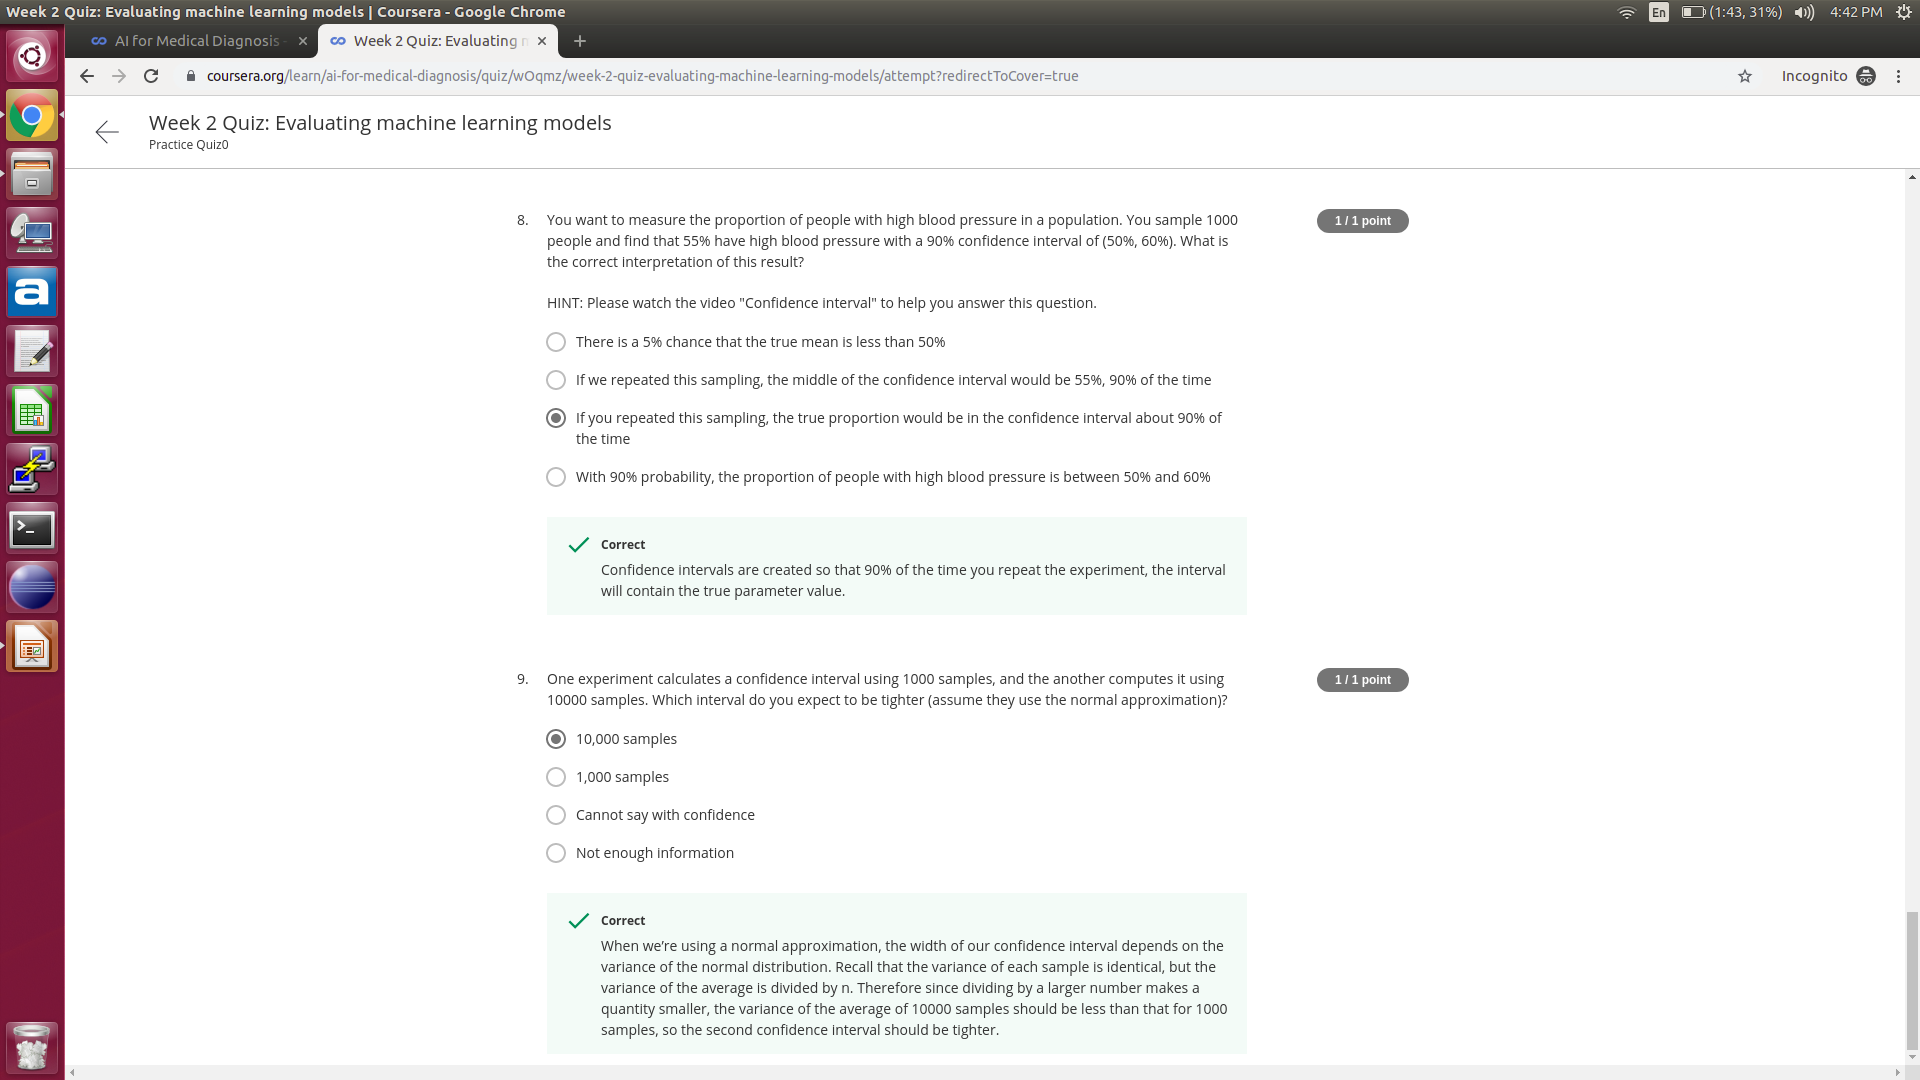 Week 2 Quiz: Evaluating machine learning models | Coursera - Google Chrome
En
(1:43, 31%)
4:42 PM
AI for Medical Diagnosis
Week 2 Quiz: Evaluating
coursera.org/learn/ai-for-medical-diagnosis/quiz/wOqmz/week-2-quiz-evaluating-machine-learning-models/attempt?redirectToCover=true
Incognito
Week 2 Quiz: Evaluating machine learning models
Practice Quiz0
8. You want to measure the proportion of people with high blood pressure in a population. You sample 1000
people and find that 55% have high blood pressure with a 90% confidence interval of (50%, 60%). What is
the correct interpretation of this result?
1 / 1 point
HINT: Please watch the video "Confidence interval" to help you answer this question.
There is a 5% chance that the true mean is less than 50%
If we repeated this sampling, the middle of the confidence interval would be 55%, 90% of the time
If you repeated this sampling, the true proportion would be in the confidence interval about 90% of
the time
With 90% probability, the proportion of people with high blood pressure is between 50% and 60%
Correct
Confidence intervals are created so that 90% of the time you repeat the experiment, the interval
will contain the true parameter value.
9. One experiment calculates a confidence interval using 1000 samples, and the another computes it using
10000 samples. Which interval do you expect to be tighter (assume they use the normal approximation)?
1 / 1 point
10,000 samples
1,000 samples
Cannot say with confidence
Not enough information
Correct
When we’re using a normal approximation, the width of our confidence interval depends on the
variance of the normal distribution. Recall that the variance of each sample is identical, but the
variance of the average is divided by n. Therefore since dividing by a larger number makes a
quantity smaller, the variance of the average of 10000 samples should be less than that for 1000
samples, so the second confidence interval should be tighter.